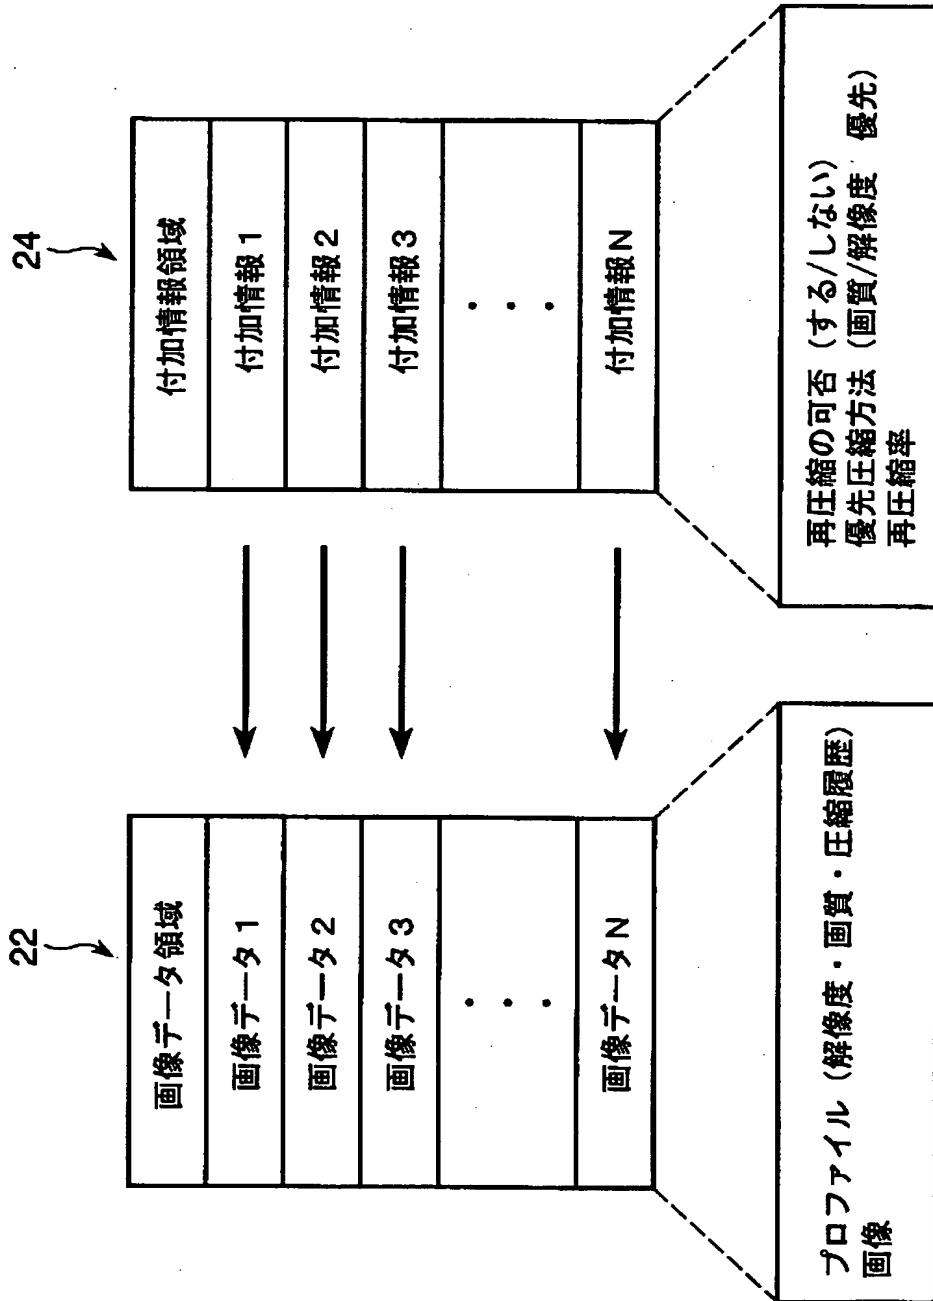 22
画像データ領域
画像データ1
画像データ2
画像データ3
・・・
画像データN
プロファイル（解像度・画質・圧縮履歴）
画像
24
付加情報領域
付加情報1
付加情報2
付加情報3
・・・
付加情報N
再圧縮の可否（する/しない）
優先圧縮方法（画質/解像度　優先）
再圧縮率